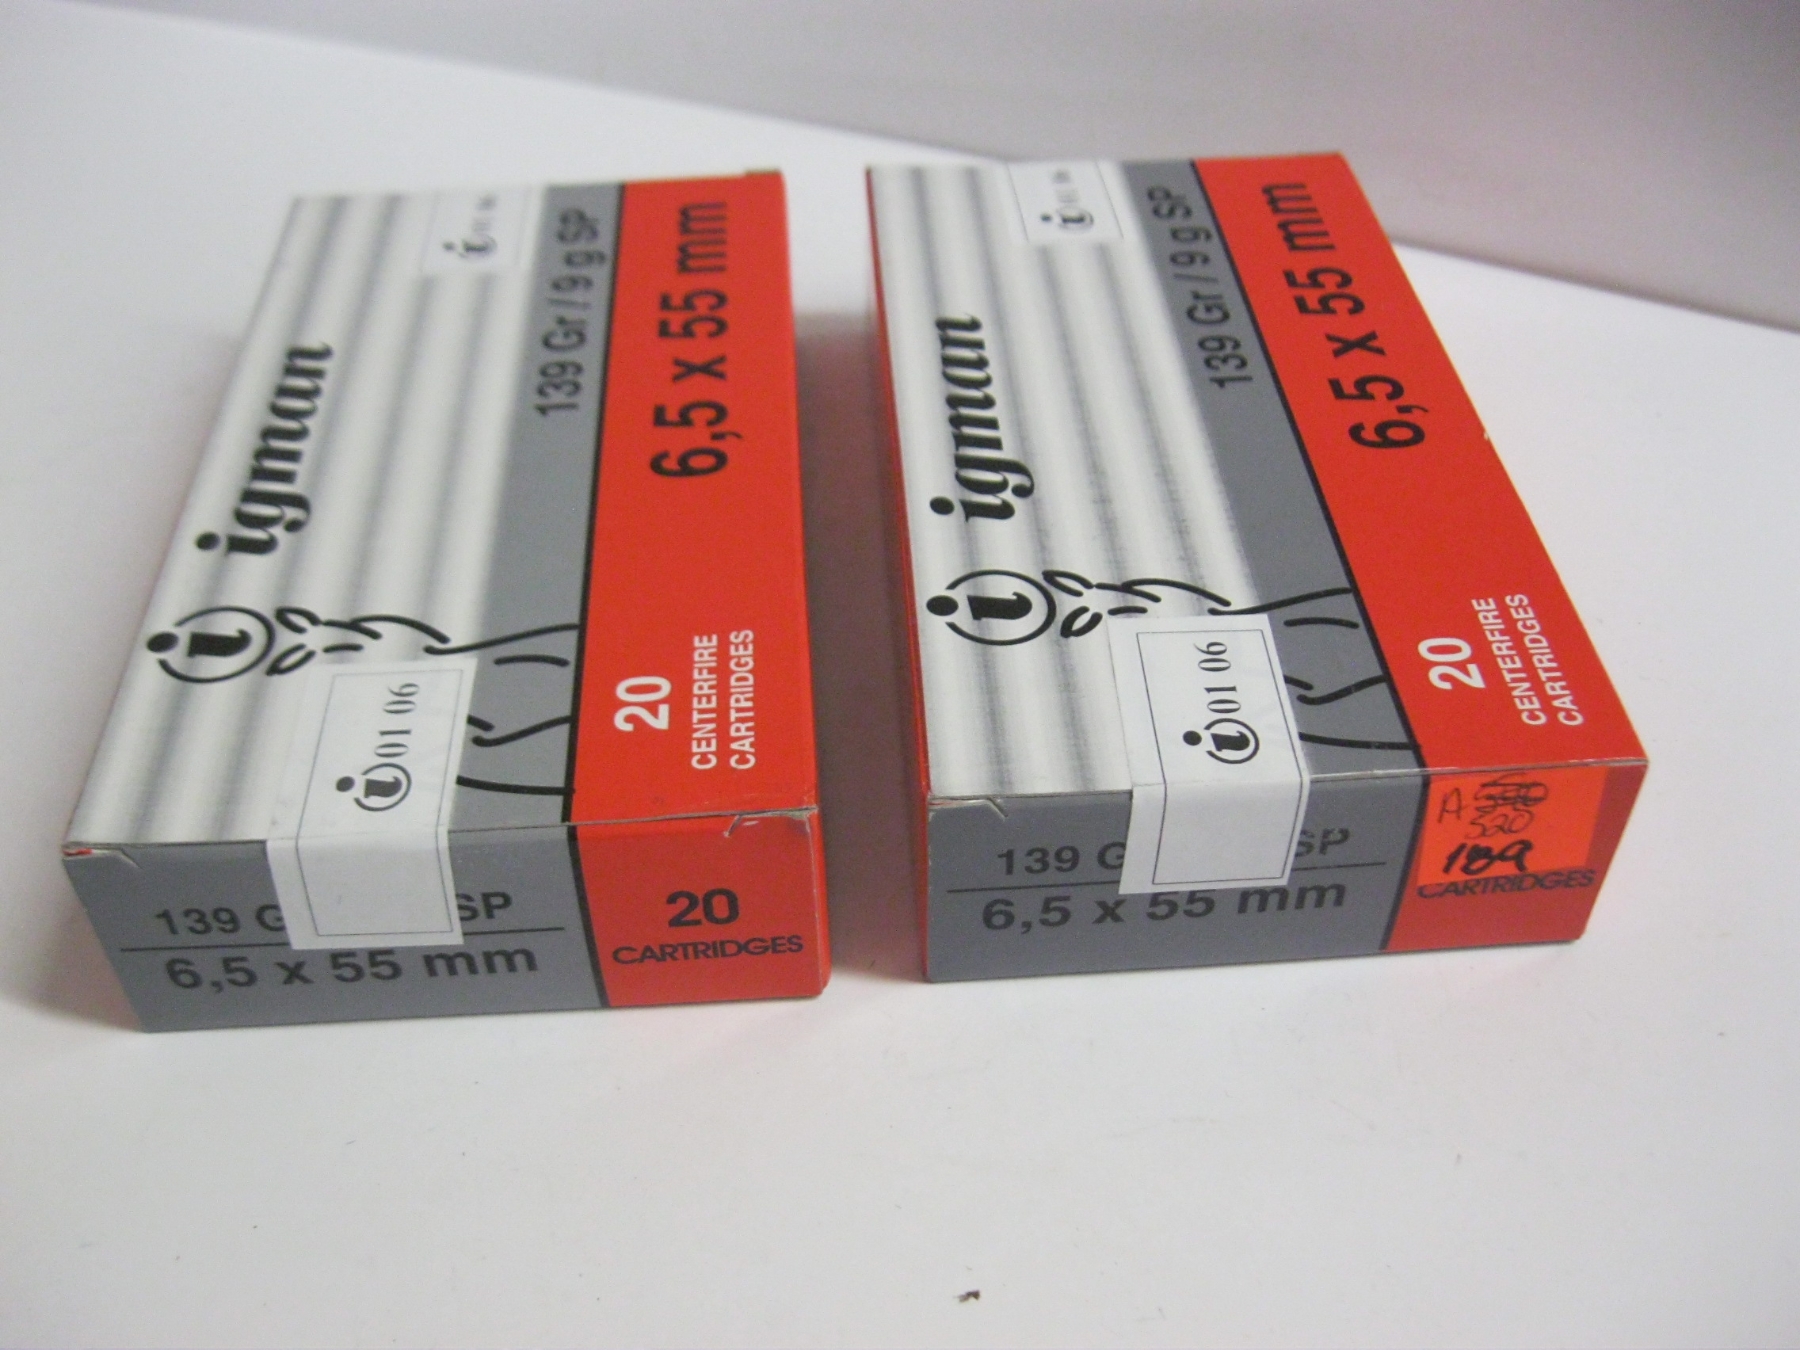 igman
139 Gr / 9 g SP
6,5 x 55 mm
20
CENTERFIRE
CARTRIDGES
i 01 06
139 G SP
6,5 x 55 mm
20
CARTRIDGES
igman
139 Gr / 9 g SP
6,5 x 55 mm
20
CENTERFIRE
CARTRIDGES
i 01 06
139 G SP
6,5 x 55 mm
A
520
189
CARTRIDGES